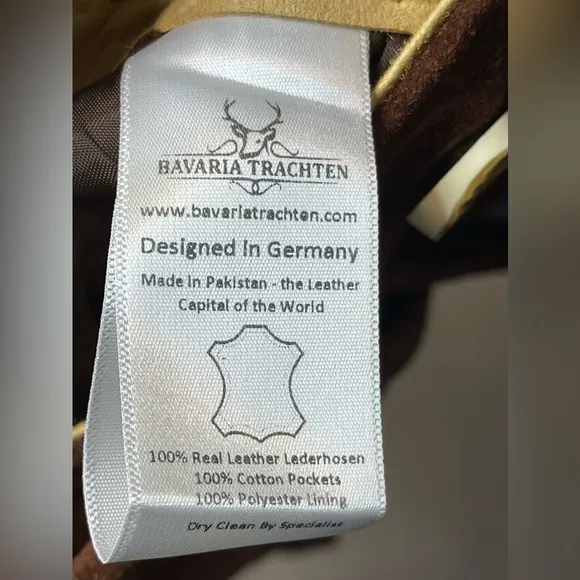 BAVARIA TRACHTEN
www.bavariatrachten.com
Designed in Germany
Made in Pakistan - the Leather
Capital of the World
100% Real Leather Lederhosen
100% Cotton Pockets
100% Polyester Lining
Dry Clean By Specialist